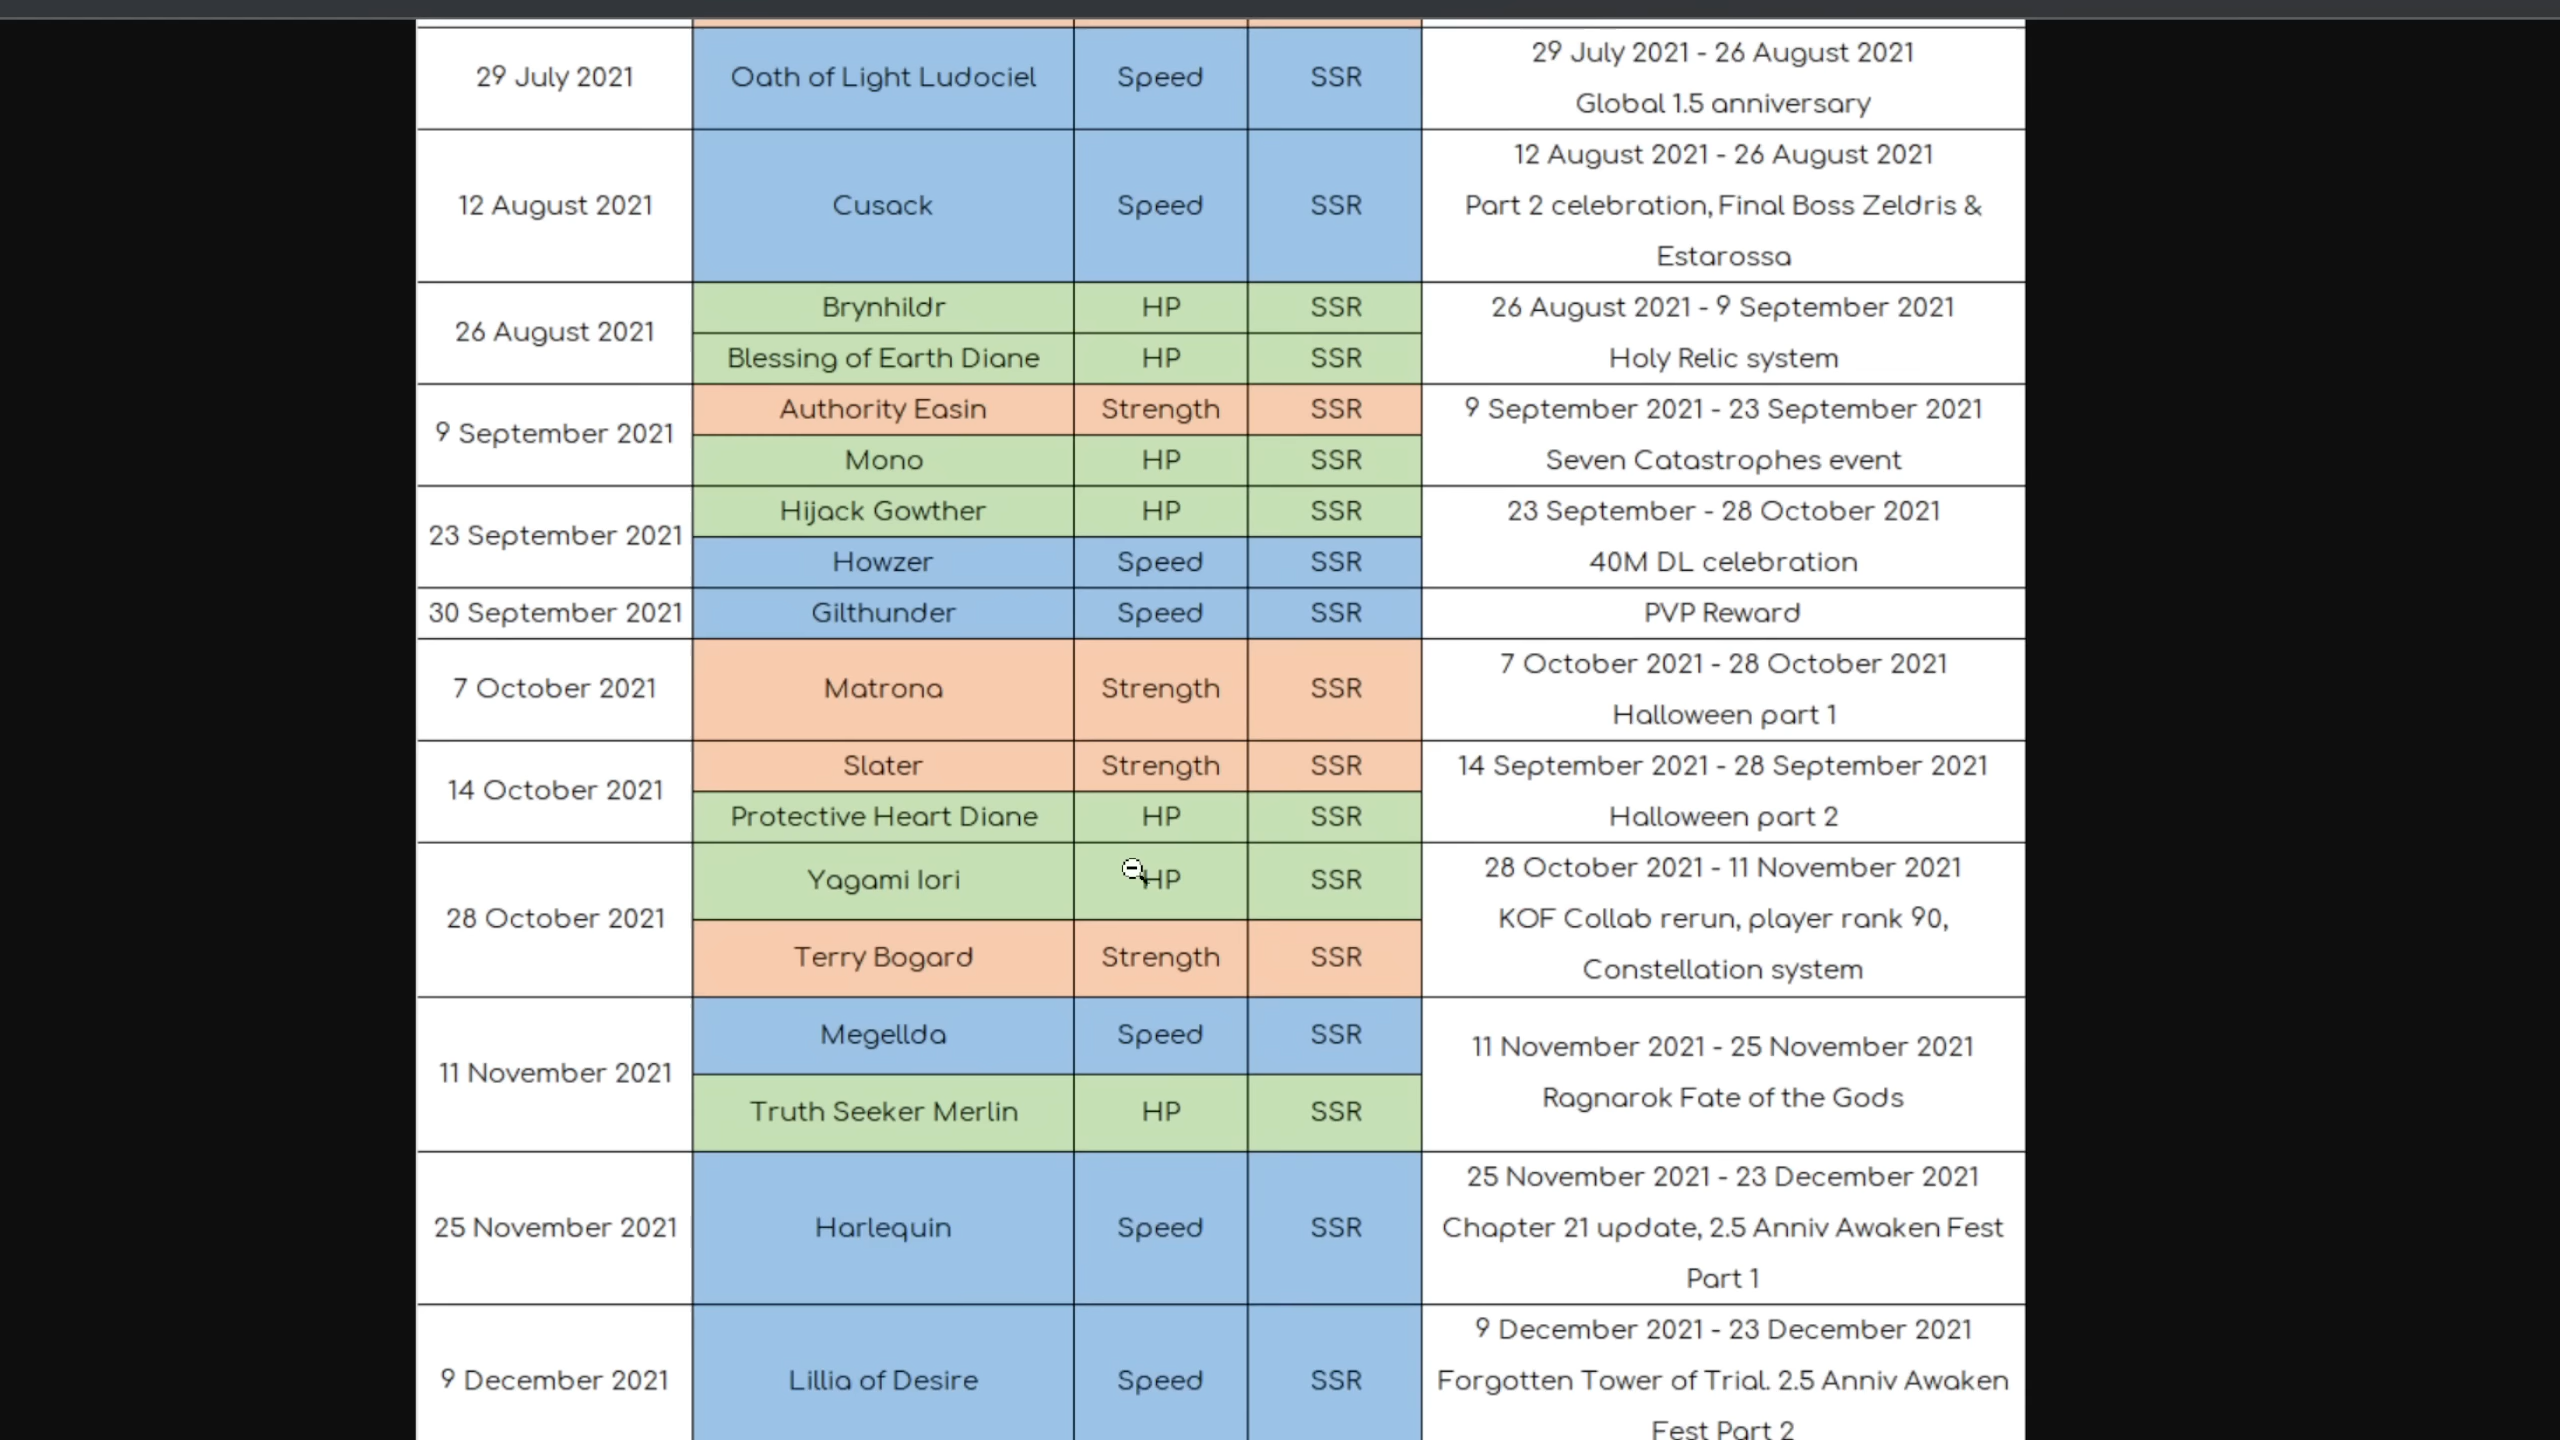 29 July 2021 Oath of Light Ludociel Speed SSR 29 July 2021 - 26 August 2021
Global 1.5 anniversary
12 August 2021 Cusack Speed SSR 12 August 2021 - 26 August 2021
Part 2 celebration, Final Boss Zeldris &
Estarossa
26 August 2021 Brynhildr HP SSR 26 August 2021 - 9 September 2021
Blessing of Earth Diane HP SSR Holy Relic system
9 September 2021 Authority Easin Strength SSR 9 September 2021 - 23 September 2021
Mono HP SSR Seven Catastrophes event
23 September 2021 Hijack Gowther HP SSR 23 September - 28 October 2021
Howzer Speed SSR 40M DL celebration
30 September 2021 Gilthunder Speed SSR PVP Reward
7 October 2021 Matrona Strength SSR 7 October 2021 - 28 October 2021
Halloween part 1
14 October 2021 Slater Strength SSR 14 September 2021 - 28 September 2021
Protective Heart Diane HP SSR Halloween part 2
28 October 2021 Yagami Iori HP SSR 28 October 2021 - 11 November 2021
KOF Collab rerun, player rank 90,
Terry Bogard Strength SSR Constellation system
11 November 2021 Megellda Speed SSR 11 November 2021 - 25 November 2021
Truth Seeker Merlin HP SSR Ragnarok Fate of the Gods
25 November 2021 Harlequin Speed SSR 25 November 2021 - 23 December 2021
Chapter 21 update, 2.5 Anniv Awaken Fest
Part 1
9 December 2021 Lillia of Desire Speed SSR 9 December 2021 - 23 December 2021
Forgotten Tower of Trial. 2.5 Anniv Awaken
Fest Part 2